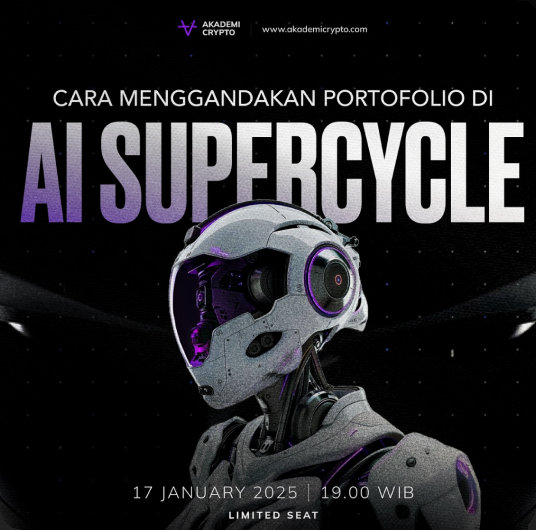 AKADEMI
CRYPTO
www.akademicrypto.com
CARA MENGGANDAKAN PORTOFOLIO DI
AI SUPERCYCLE
17 JANUARY 2025 | 19.00 WIB
LIMITED SEAT